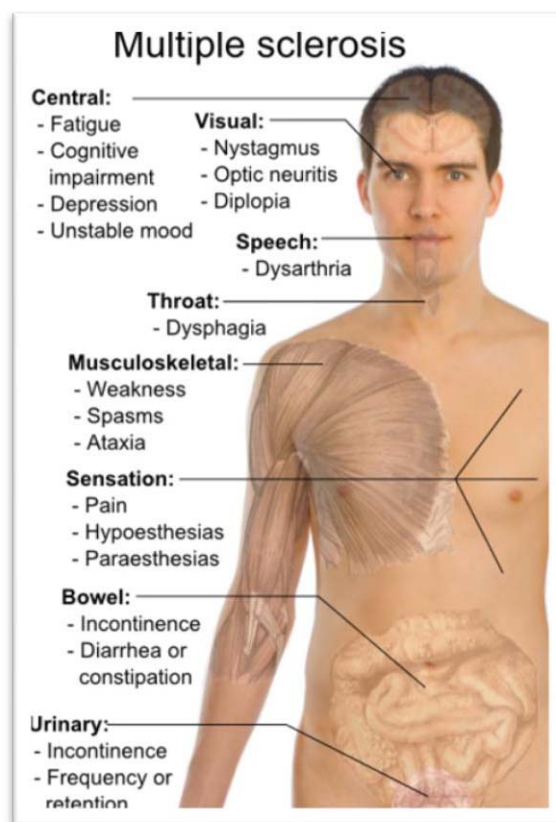 Multiple sclerosis
Central:
- Fatigue
- Cognitive
impairment
- Depression
- Unstable mood
Visual:
- Nystagmus
- Optic neuritis
- Diplopia
Speech:
- Dysarthria
Throat:
- Dysphagia
Musculoskeletal:
- Weakness
- Spasms
- Ataxia
Sensation:
- Pain
- Hypoesthesias
- Paraesthesias
Bowel:
- Incontinence
- Diarrhea or
constipation
Urinary:
- Incontinence
- Frequency or
retention